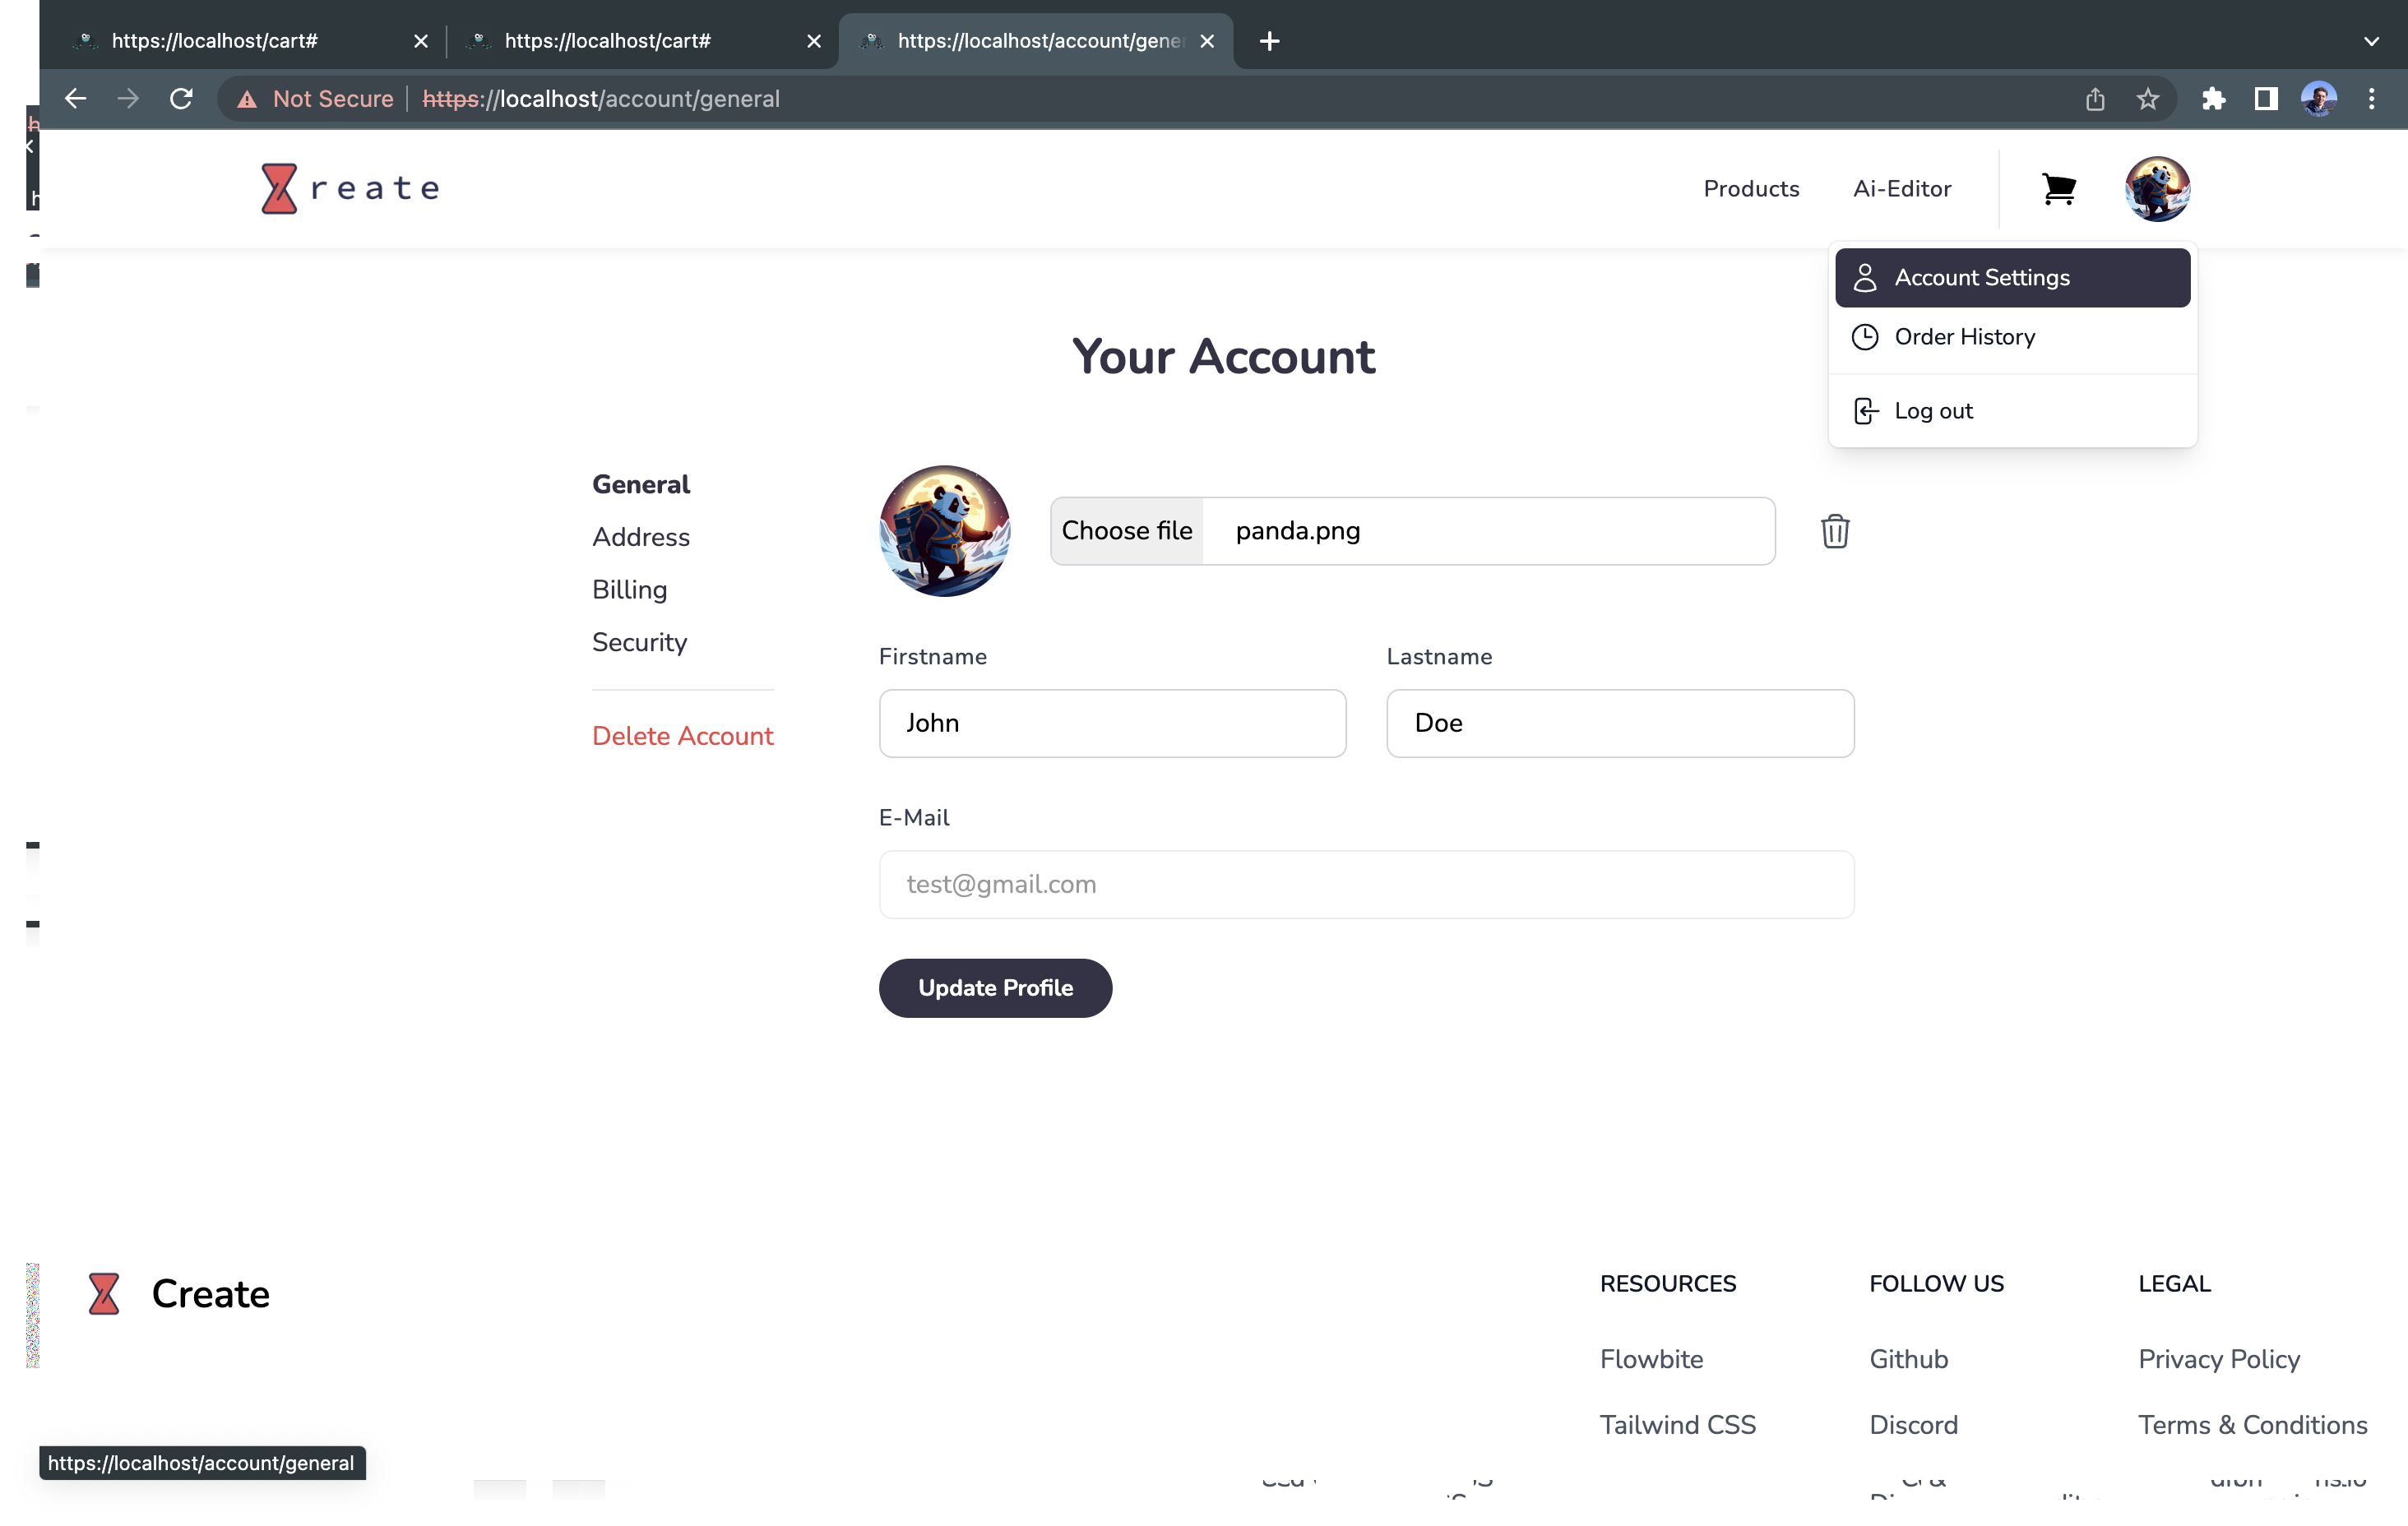 https://localhost/cart#
https://localhost/cart#
https://localhost/account/gener
Not Secure https://localhost/account/general
reate
Products
Ai-Editor
Account Settings
Order History
Log out
Your Account
General
Address
Billing
Security
Delete Account
Choose file panda.png
Firstname
Lastname
John
Doe
E-Mail
test@gmail.com
Update Profile
Create
RESOURCES
FOLLOW US
LEGAL
Flowbite
Github
Privacy Policy
Tailwind CSS
Discord
Terms & Conditions
https://localhost/account/general